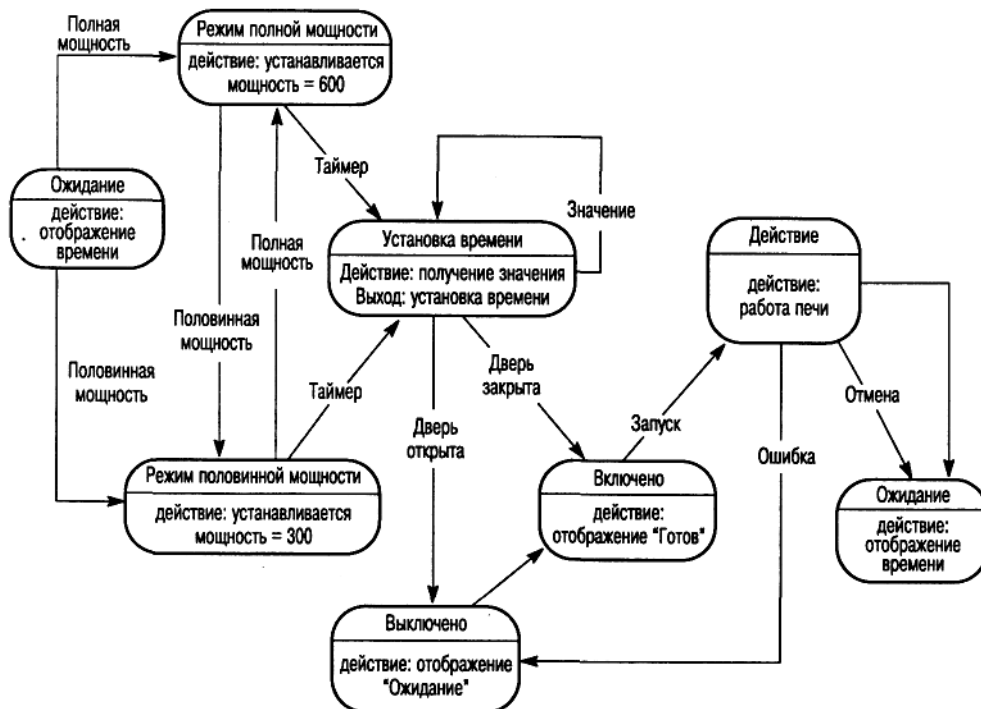 Полная
мощность
Режим полной мощности
действие: устанавливается
мощность = 600
Таймер
Значение
Ожидание
действие:
отображение
времени
Полная
мощность
Установка времени
Действие: получение значения
Выход: установка времени
Действие
действие:
работа печи
Половинная
мощность
Половинная
мощность
Таймер
Дверь
закрыта
Дверь
открыта
Запуск
Отмена
Ошибка
Режим половинной мощности
действие: устанавливается
мощность = 300
Включено
действие:
отображение "Готов"
Ожидание
действие:
отображение
времени
Выключено
действие: отображение
"Ожидание"